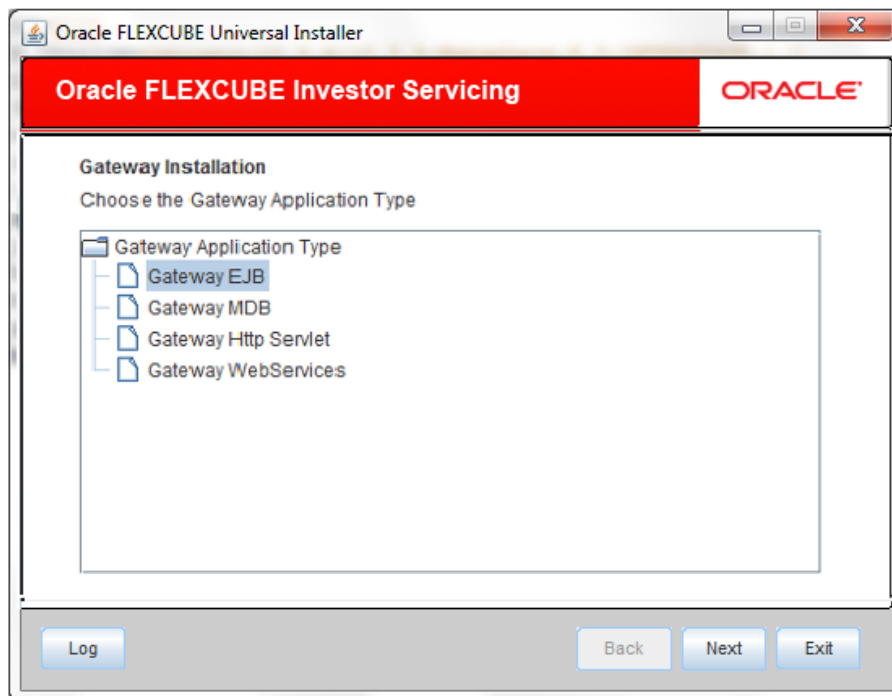 Oracle FLEXCUBE Universal Installer
Oracle FLEXCUBE Investor Servicing
ORACLE
Gateway Installation
Choose the Gateway Application Type
Gateway Application Type
Gateway EJB
Gateway MDB
Gateway Http Servlet
Gateway WebServices
Log
Back
Next
Exit